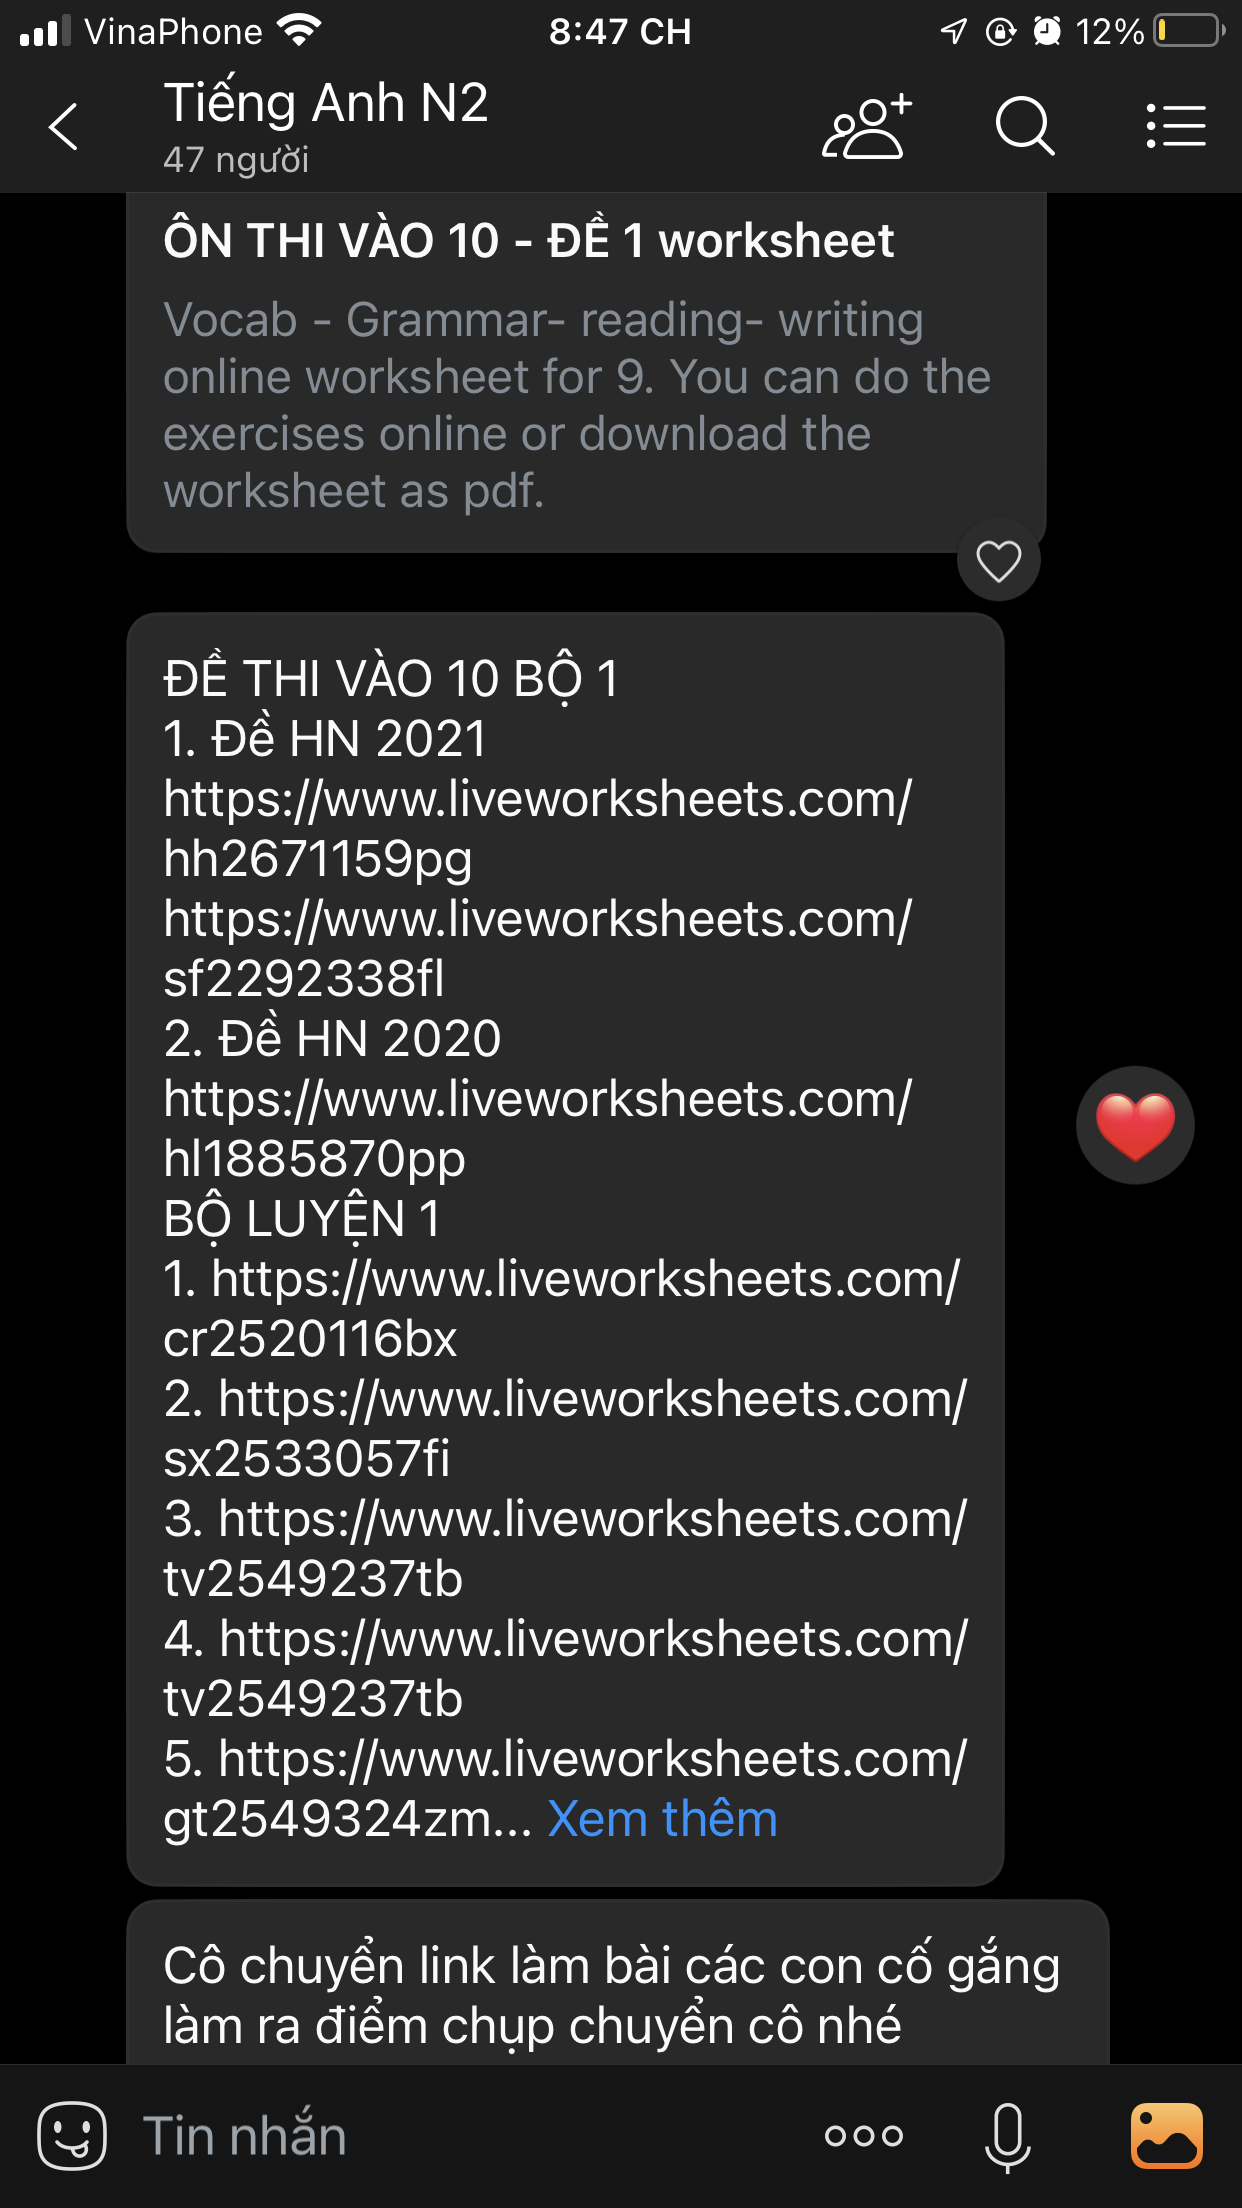 VinaPhone 8:47 CH 12%
Tiếng Anh N2
47 người
ÔN THI VÀO 10 - ĐỀ 1 worksheet
Vocab - Grammar- reading- writing
online worksheet for 9. You can do the
exercises online or download the
worksheet as pdf.
ĐỀ THI VÀO 10 BỘ 1
1. Đề HN 2021
https://www.liveworksheets.com/
hh2671159pg
https://www.liveworksheets.com/
sf2292338fl
2. Đề HN 2020
https://www.liveworksheets.com/
hl1885870pp
BỘ LUYỆN 1
1. https://www.liveworksheets.com/
cr2520116bx
2. https://www.liveworksheets.com/
sx2533057fi
3. https://www.liveworksheets.com/
tv2549237tb
4. https://www.liveworksheets.com/
tv2549237tb
5. https://www.liveworksheets.com/
gt2549324zm... Xem thêm
Cô chuyển link làm bài các con cố gắng
làm ra điểm chụp chuyển cô nhé
Tin nhắn